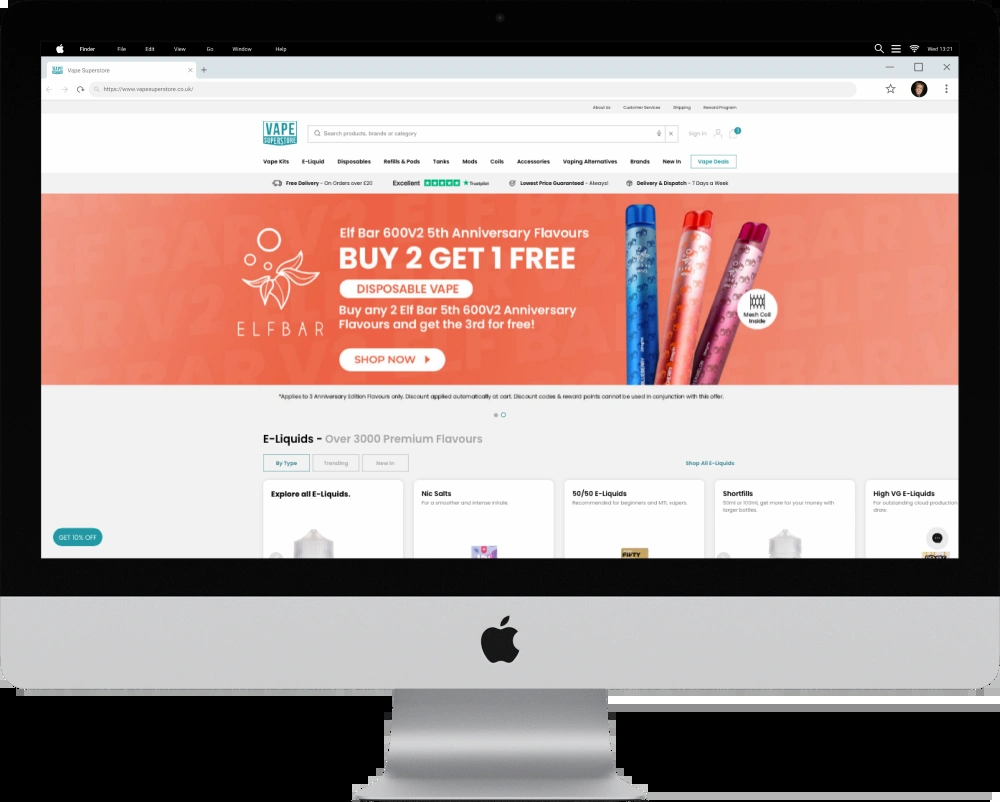 Finder File Edit View Go Window Help Wed 13:21
Vape Superstore
https://www.vapesuperstore.co.uk/
About Us Customer Services Shipping Reward Program
VAPE
SUPERSTORE
Search products, brands or category
Sign In
Vape Kits E-Liquid Disposables Refills & Pods Tanks Mods Coils Accessories Vaping Alternatives Brands New In Vape Deals
Free Delivery - On Orders over £20 Excellent Trustpilot Lowest Price Guaranteed - Always! Delivery & Dispatch - 7 Days a Week
Elf Bar 600V2 5th Anniversary Flavours
BUY 2 GET 1 FREE
DISPOSABLE VAPE
Buy any 2 Elf Bar 5th 600V2 Anniversary
Flavours and get the 3rd for free!
SHOP NOW
ELFBAR
Mesh Coil
Inside
*Applies to 3 Anniversary Edition Flavours only. Discount applied automatically at cart. Discount codes & reward points cannot be used in conjunction with this offer.
E-Liquids - Over 3000 Premium Flavours
By Type Trending New In Shop All E-Liquids
Explore all E-Liquids.
Nic Salts
For a smoother and intense inhale.
50/50 E-Liquids
Recommended for beginners and MTL vapers.
Shortfills
50ml or 100ml, get more for your money with
larger bottles.
High VG E-Liquids
For outstanding cloud production
draw.
FIFTY
GET 10% OFF